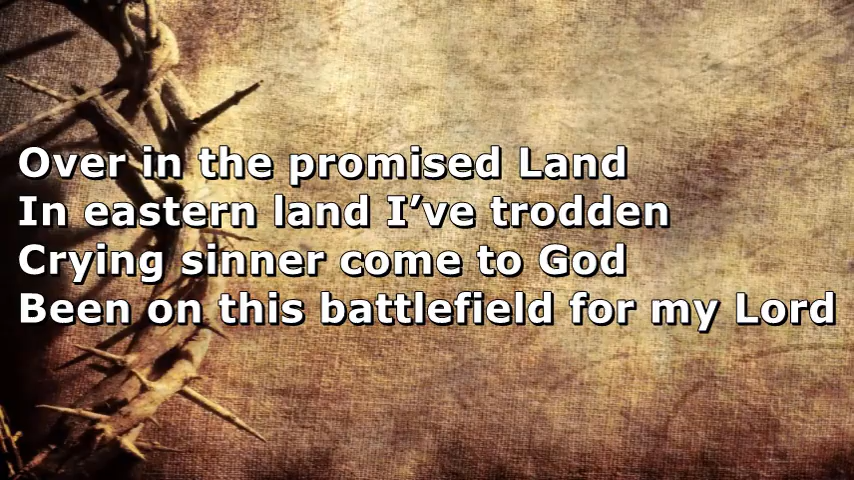 Over in the promised Land
In eastern land I’ve trodden
Crying sinner come to God
Been on this battlefield for my Lord